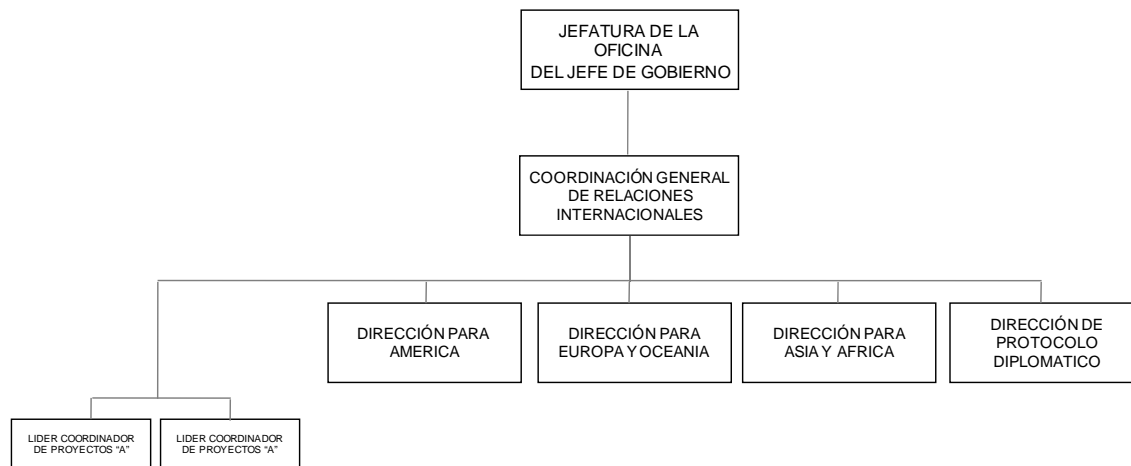 JEFATURA DE LA
OFICINA
DEL JEFE DE GOBIERNO
COORDINACIÓN GENERAL
DE RELACIONES
INTERNACIONALES
DIRECCIÓN PARA
AMERICA
DIRECCIÓN PARA
EUROPA Y OCEANIA
DIRECCIÓN PARA
ASIA Y AFRICA
DIRECCIÓN DE
PROTOCOLO
DIPLOMATICO
LIDER COORDINADOR
DE PROYECTOS “A”
LIDER COORDINADOR
DE PROYECTOS “A”